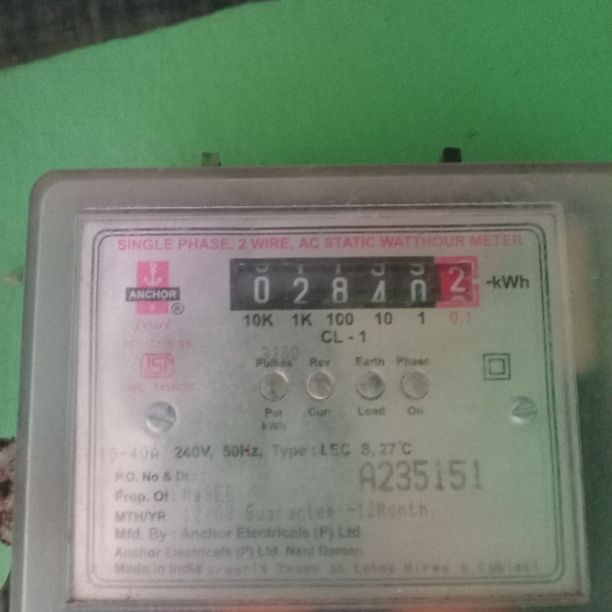 SINGLE PHASE, 2 WIRE, AC STATIC WATTHOUR METER
ANCHOR ®
0 2 8 4 0 2 -kWh
10K 1K 100 10 1 0.1
CL - 1
Pulses Rev Earth Phase
Per kWh Curr Load On
10-40A 240V, 50Hz, Type : LEC S, 27°C
P.O. No & Dt.:
A235151
Prop. Of :
MTH/YR Guarantee -12Month.
Mfd. By : Anchor Electricals (P) Ltd.
Anchor Electricals (P) Ltd. Nani Daman
Made in India